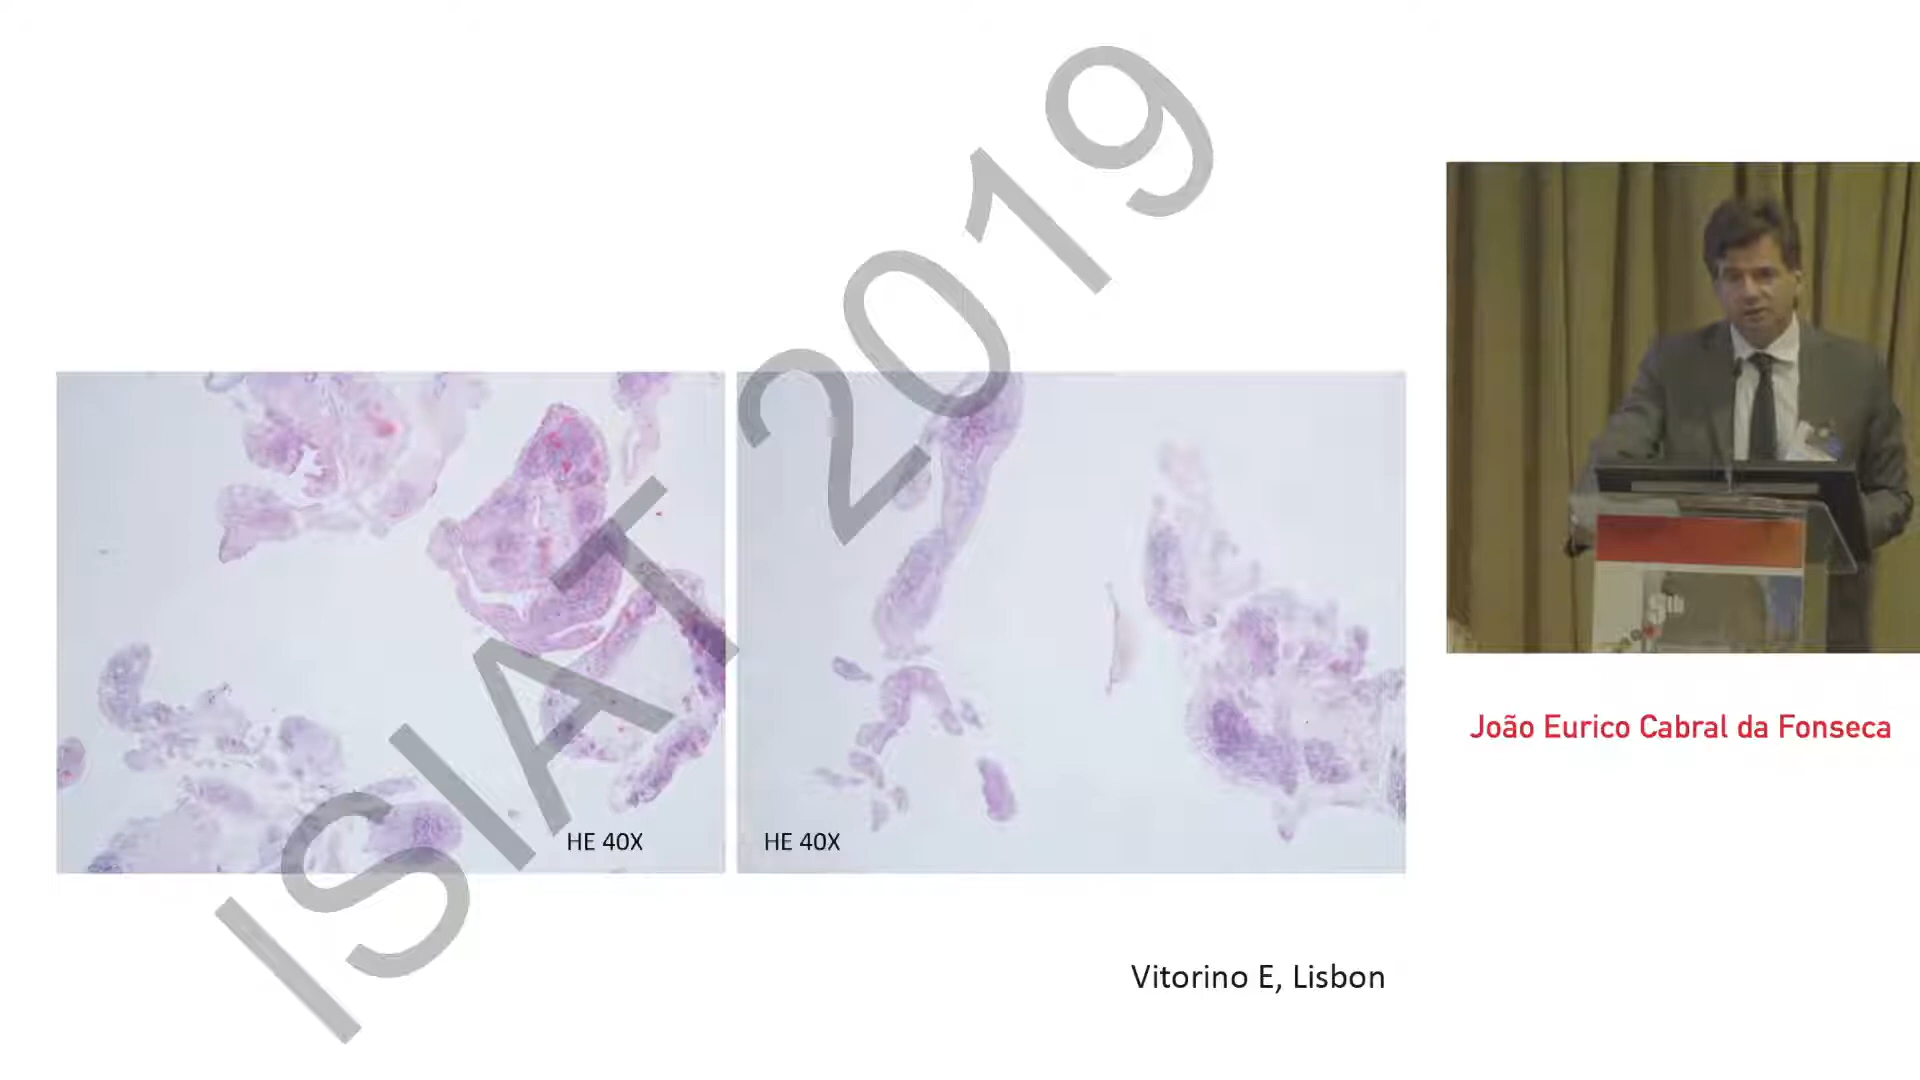 ISIAT 2019
HE 40X
HE 40X
João Eurico Cabral da Fonseca
Vitorino E, Lisbon